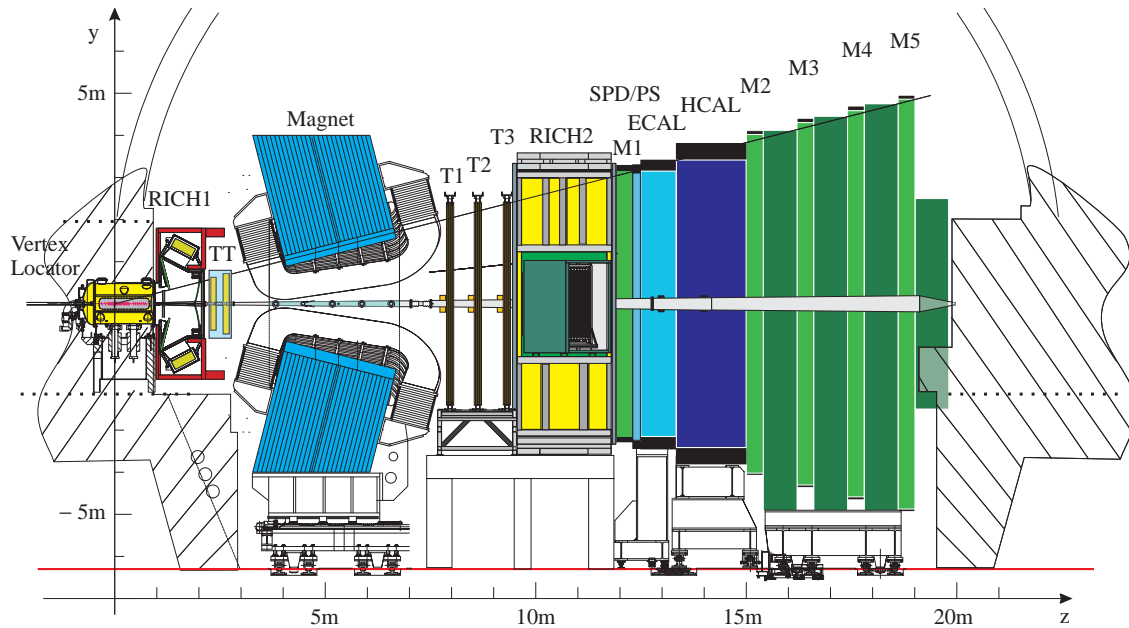 y
5m
Magnet
SPD/PS
ECAL
HCAL
M1
M2
M3
M4
M5
T1
T2
T3
RICH2
RICH1
TT
Vertex
Locator
− 5m
5m
10m
15m
20m
z